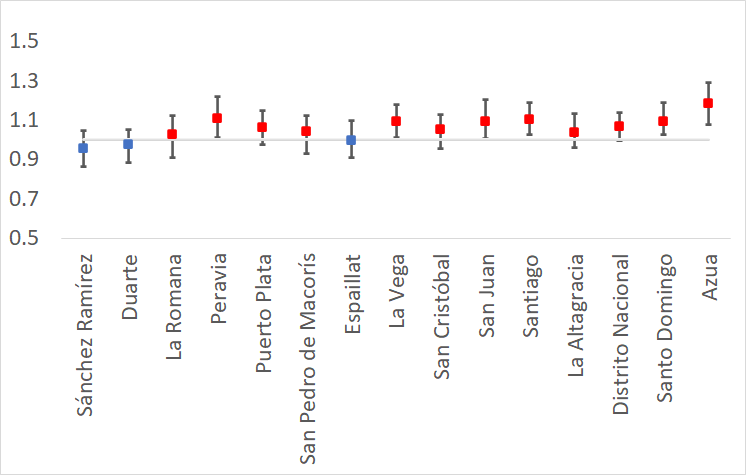 1.5
1.3
1.1
0.9
0.7
0.5
Sánchez Ramírez
Duarte
La Romana
Peravia
Puerto Plata
San Pedro de Macorís
Espaillat
La Vega
San Cristóbal
San Juan
Santiago
La Altagracia
Distrito Nacional
Santo Domingo
Azua